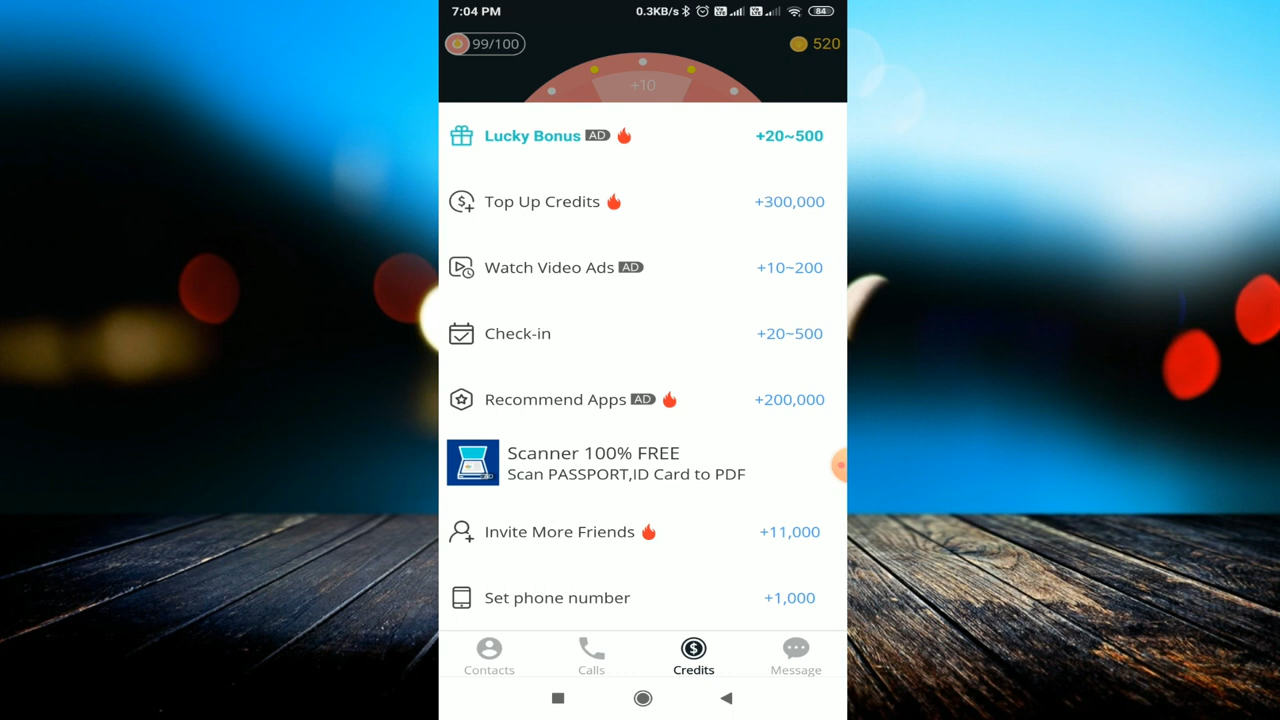 7:04 PM 0.3KB/s 84
99/100 520
+10
Lucky Bonus AD +20~500
Top Up Credits +300,000
Watch Video Ads AD +10~200
Check-in +20~500
Recommend Apps AD +200,000
Scanner 100% FREE
Scan PASSPORT,ID Card to PDF
Invite More Friends +11,000
Set phone number +1,000
Contacts Calls Credits Message